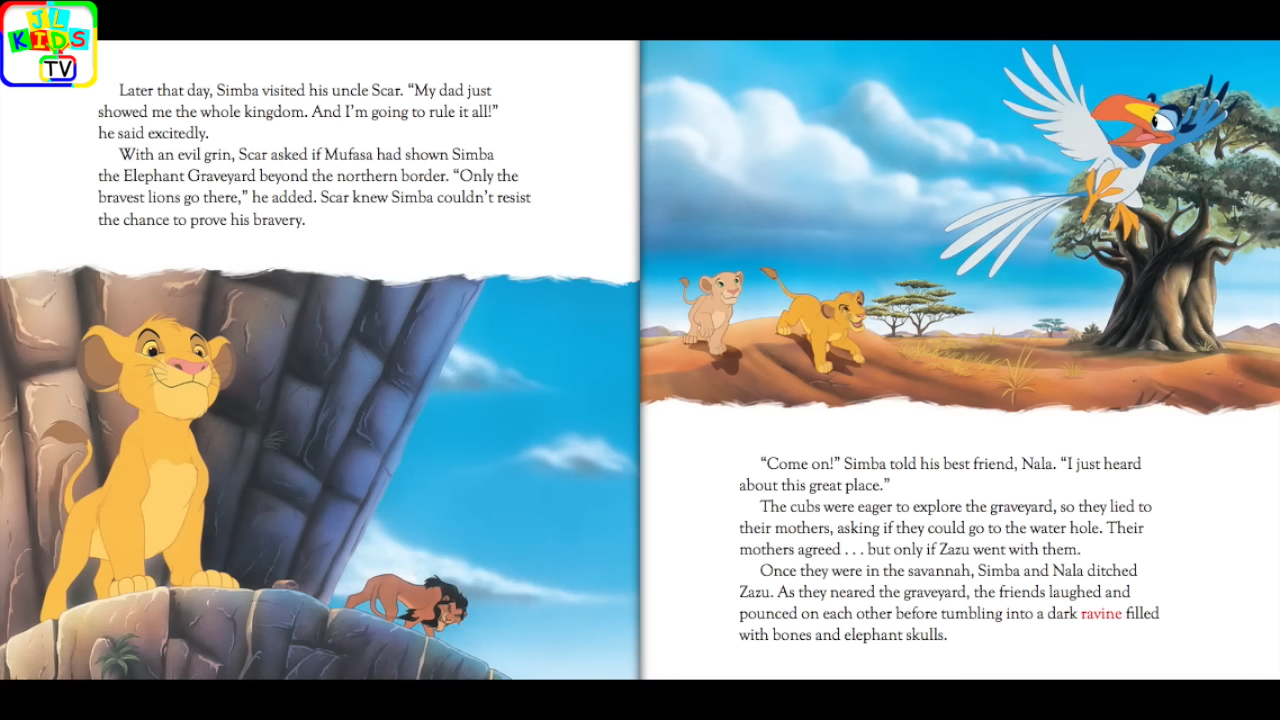 JL
KIDS
TV
Later that day, Simba visited his uncle Scar. “My dad just
showed me the whole kingdom. And I’m going to rule it all!”
he said excitedly.
With an evil grin, Scar asked if Mufasa had shown Simba
the Elephant Graveyard beyond the northern border. “Only the
bravest lions go there,” he added. Scar knew Simba couldn’t resist
the chance to prove his bravery.
“Come on!” Simba told his best friend, Nala. “I just heard
about this great place.”
The cubs were eager to explore the graveyard, so they lied to
their mothers, asking if they could go to the water hole. Their
mothers agreed . . . but only if Zazu went with them.
Once they were in the savannah, Simba and Nala ditched
Zazu. As they neared the graveyard, the friends laughed and
pounced on each other before tumbling into a dark ravine filled
with bones and elephant skulls.